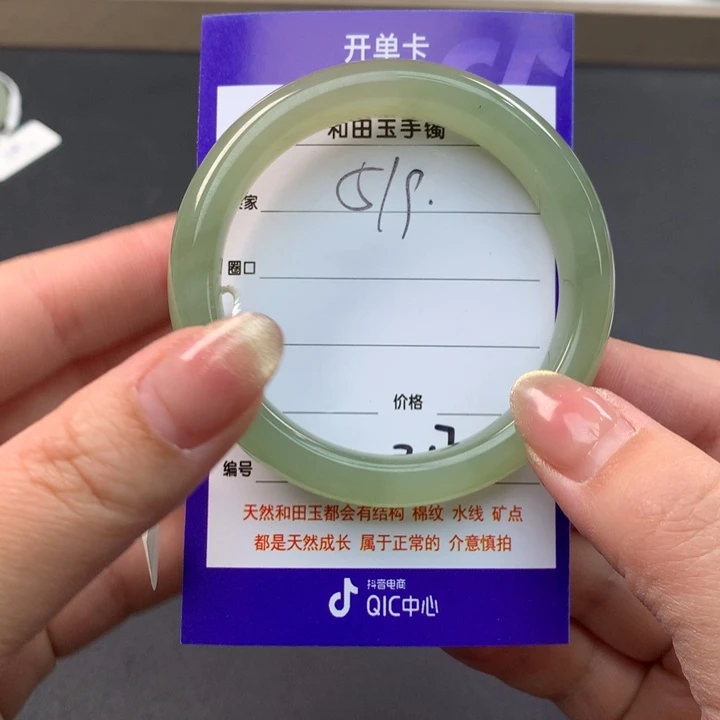 开单卡
和田玉手镯
家
519.
圈口
价格
编号
天然和田玉都会有结构 棉纹 水线 矿点
都是天然成长 属于正常的 介意慎拍
抖音电商
QIC中心